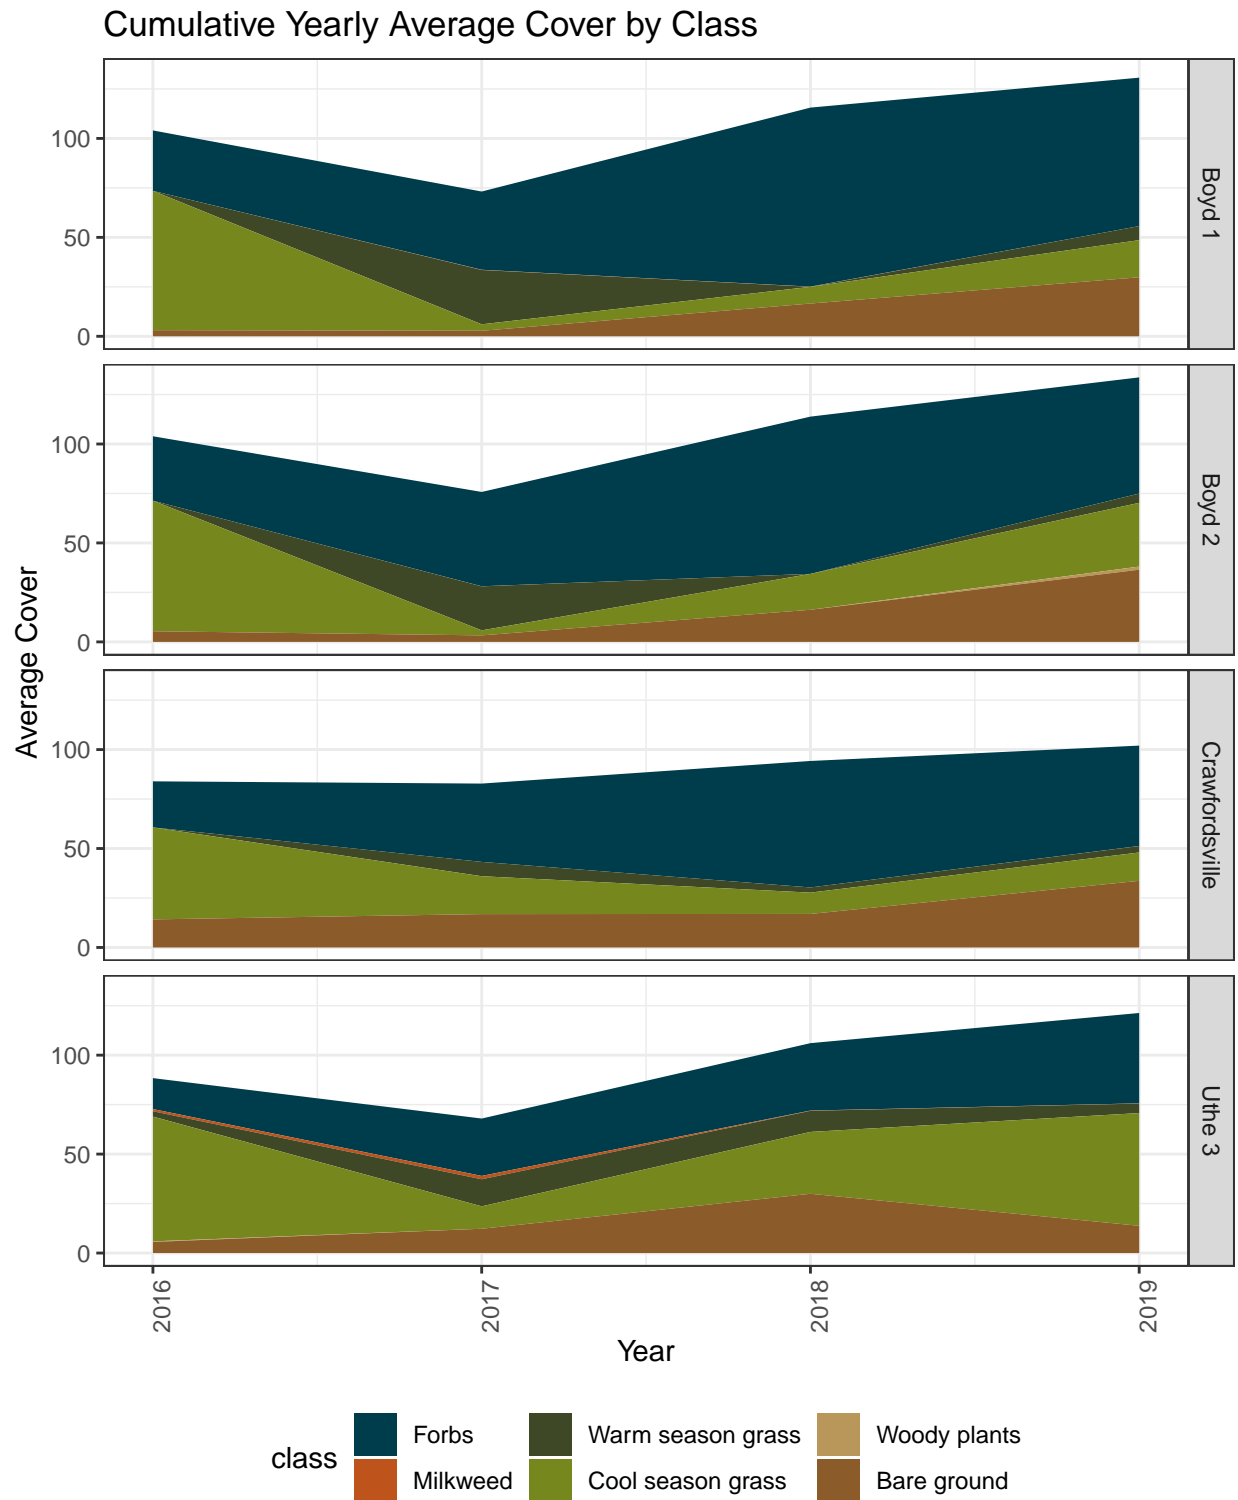 Cumulative Yearly Average Cover by Class
100
50
0
Boyd 1
100
50
0
Boyd 2
Average Cover
100
50
0
Crawfordsville
100
50
0
Uthe 3
2016
2017
2018
2019
Year
class
Forbs
Warm season grass
Woody plants
Milkweed
Cool season grass
Bare ground